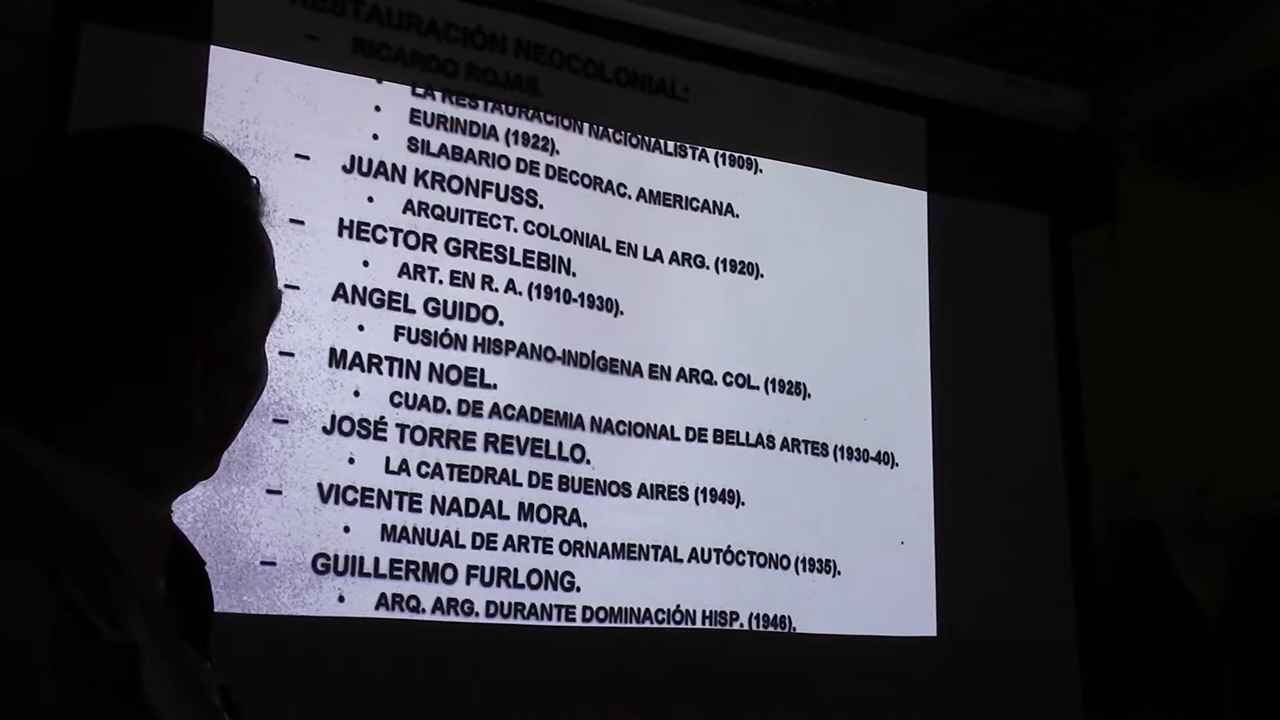 RESTAURACIÓN NEOCOLONIAL:
– RICARDO ROJAS.
• LA RESTAURACIÓN NACIONALISTA (1909).
• EURINDIA (1922).
• SILABARIO DE DECORAC. AMERICANA.
– JUAN KRONFUSS.
• ARQUITECT. COLONIAL EN LA ARG. (1920).
– HECTOR GRESLEBIN.
• ART. EN R. A. (1910-1930).
– ANGEL GUIDO.
• FUSIÓN HISPANO-INDÍGENA EN ARQ. COL. (1925).
– MARTIN NOEL.
• CUAD. DE ACADEMIA NACIONAL DE BELLAS ARTES (1930-40).
– JOSÉ TORRE REVELLO.
• LA CATEDRAL DE BUENOS AIRES (1949).
– VICENTE NADAL MORA.
• MANUAL DE ARTE ORNAMENTAL AUTÓCTONO (1935).
– GUILLERMO FURLONG.
• ARQ. ARG. DURANTE DOMINACIÓN HISP. (1946).